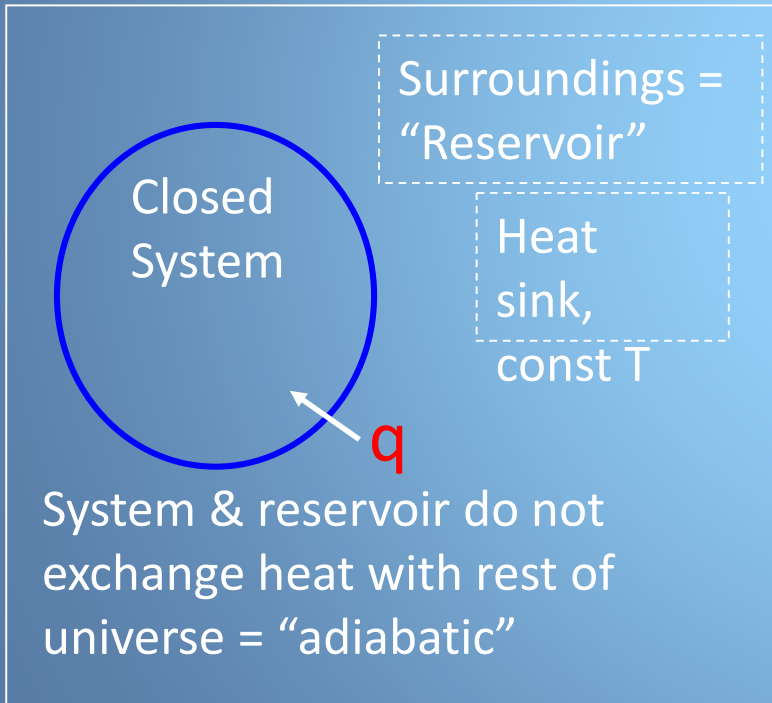 Surroundings =
“Reservoir”
Closed
System
Heat
sink,
const T
q
System & reservoir do not
exchange heat with rest of
universe = “adiabatic”